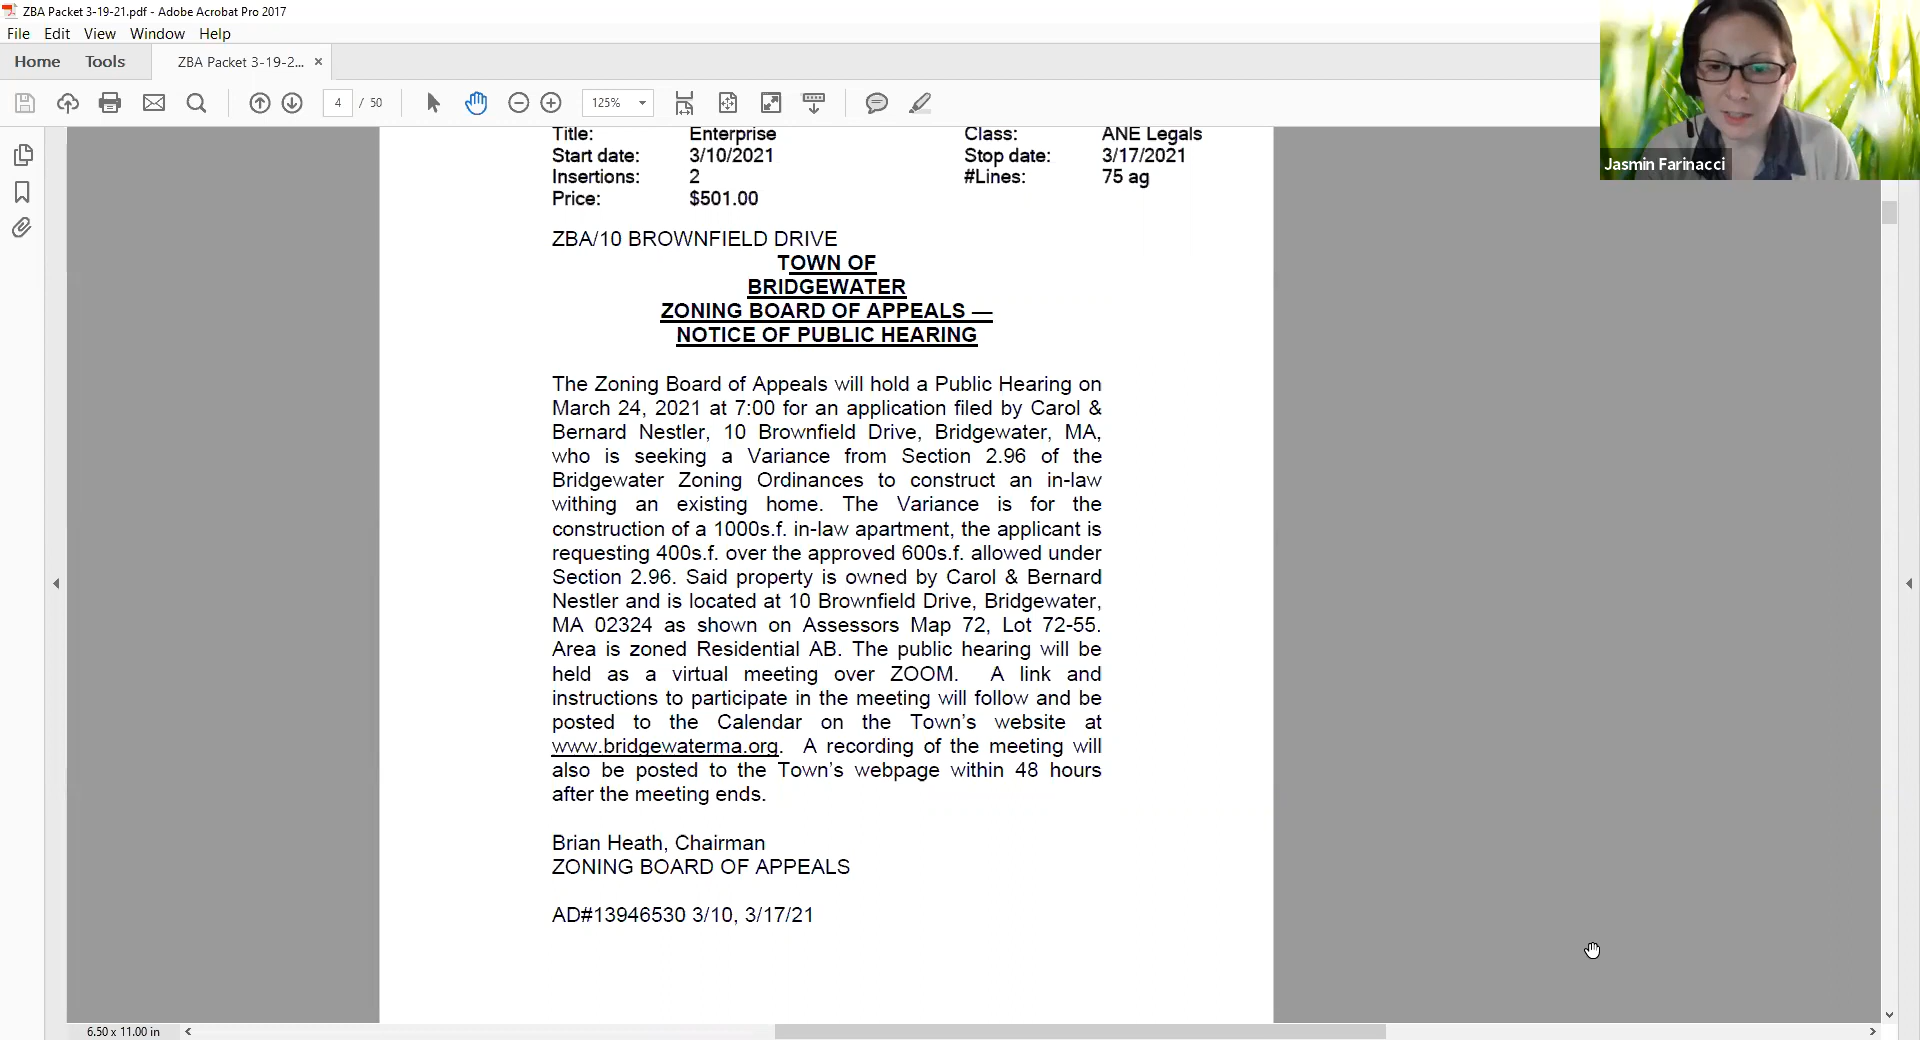 ZBA Packet 3-19-21.pdf - Adobe Acrobat Pro 2017
File Edit View Window Help
Home Tools ZBA Packet 3-19-2... ×
4 / 50 125%
Jasmin Farinacci
Title: Enterprise Class: ANE Legals
Start date: 3/10/2021 Stop date: 3/17/2021
Insertions: 2 #Lines: 75 ag
Price: $501.00
ZBA/10 BROWNFIELD DRIVE
TOWN OF
BRIDGEWATER
ZONING BOARD OF APPEALS —
NOTICE OF PUBLIC HEARING
The Zoning Board of Appeals will hold a Public Hearing on
March 24, 2021 at 7:00 for an application filed by Carol &
Bernard Nestler, 10 Brownfield Drive, Bridgewater, MA,
who is seeking a Variance from Section 2.96 of the
Bridgewater Zoning Ordinances to construct an in-law
withing an existing home. The Variance is for the
construction of a 1000s.f. in-law apartment, the applicant is
requesting 400s.f. over the approved 600s.f. allowed under
Section 2.96. Said property is owned by Carol & Bernard
Nestler and is located at 10 Brownfield Drive, Bridgewater,
MA 02324 as shown on Assessors Map 72, Lot 72-55.
Area is zoned Residential AB. The public hearing will be
held as a virtual meeting over ZOOM. A link and
instructions to participate in the meeting will follow and be
posted to the Calendar on the Town's website at
www.bridgewaterma.org. A recording of the meeting will
also be posted to the Town's webpage within 48 hours
after the meeting ends.
Brian Heath, Chairman
ZONING BOARD OF APPEALS
AD#13946530 3/10, 3/17/21
6.50 x 11.00 in